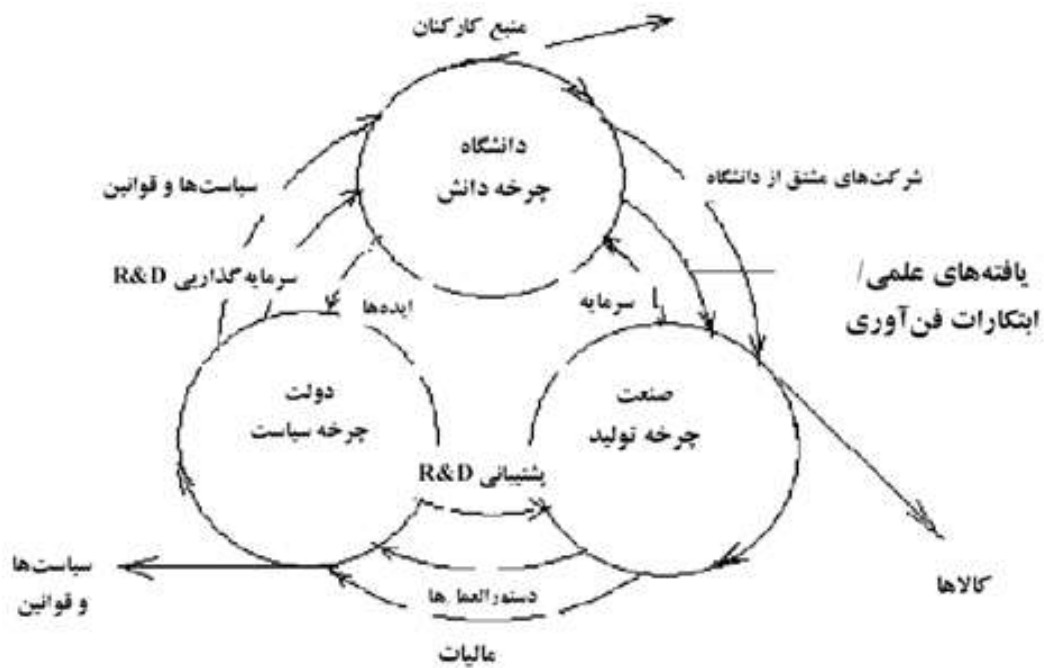 منبع کارکنان
دانشگاه
چرخه دانش
سیاست‌ها و قوانین
شرکت‌های مشتق از دانشگاه
سرمایه گذاریی R&D
یافته‌های علمی/
ابتکارات فن‌آوری
ایده‌ها
سرمایه
دولت
چرخه سیاست
صنعت
چرخه تولید
پشتیبانی R&D
سیاست‌ها
و قوانین
دستورالعمل‌ها
کالاها
مالیات